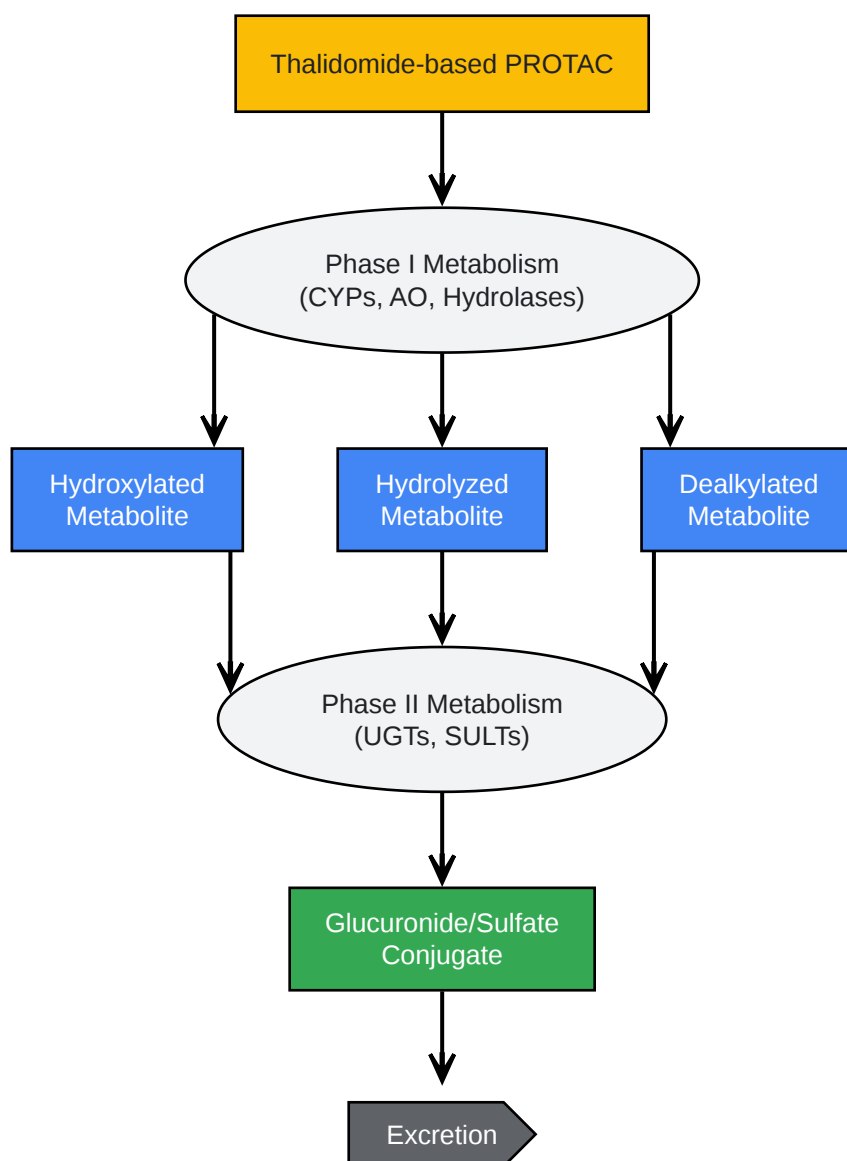 Thalidomide-based PROTAC
Phase I Metabolism
(CYPs, AO, Hydrolases)
Hydroxylated
Metabolite
Hydrolyzed
Metabolite
Dealkylated
Metabolite
Phase II Metabolism
(UGTs, SULTs)
Glucuronide/Sulfate
Conjugate
Excretion